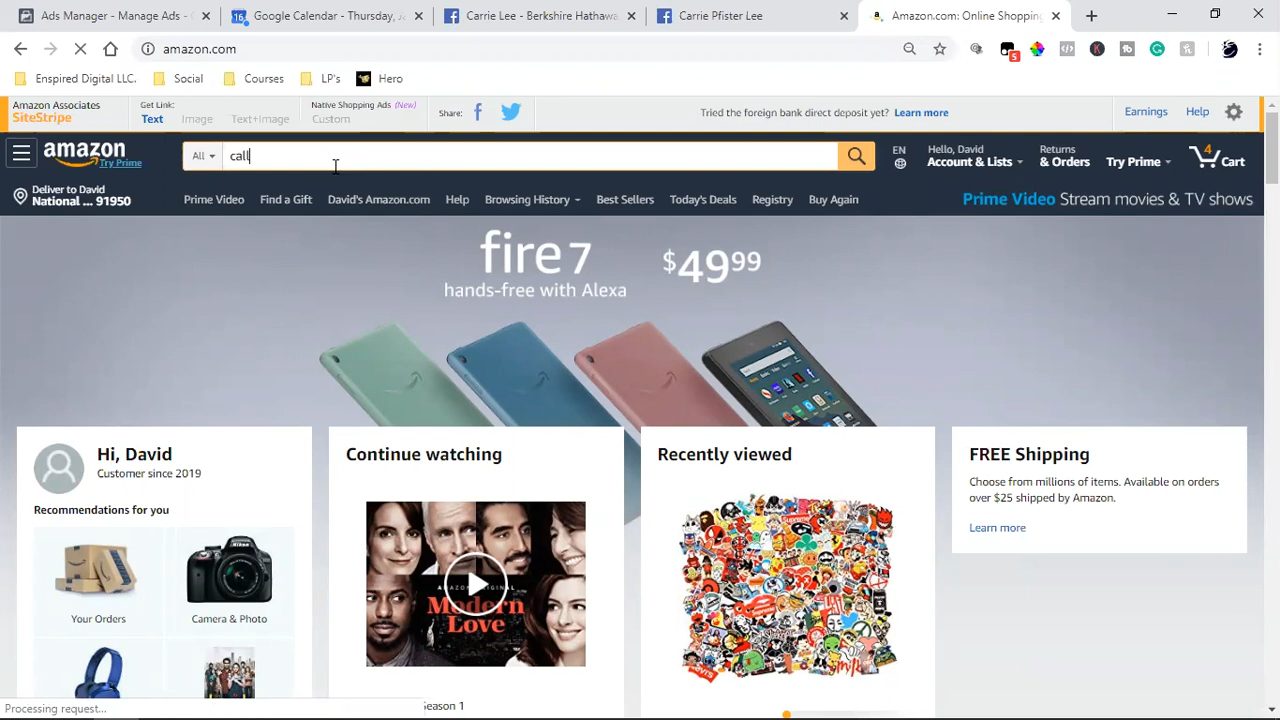 Ads Manager - Manage Ads -
Google Calendar - Thursday, Ja
Carrie Lee - Berkshire Hathawa
Carrie Pfister Lee
Amazon.com: Online Shopping
amazon.com
Enspired Digital LLC.
Social
Courses
LP's
Hero
Amazon Associates
SiteStripe
Get Link:
Text
Image
Text+Image
Native Shopping Ads (New)
Custom
Share:
Tried the foreign bank direct deposit yet? Learn more
Earnings
Help
amazon
Try Prime
All
call
EN
Hello, David
Account & Lists
Returns
& Orders
Try Prime
4
Cart
Deliver to David
National ... 91950
Prime Video
Find a Gift
David's Amazon.com
Help
Browsing History
Best Sellers
Today's Deals
Registry
Buy Again
Prime Video Stream movies & TV shows
fire 7
hands-free with Alexa
$49 99
Hi, David
Customer since 2019
Recommendations for you
Your Orders
Camera & Photo
Continue watching
AMAZON ORIGINAL
Modern
Love
Season 1
Recently viewed
FREE Shipping
Choose from millions of items. Available on orders
over $25 shipped by Amazon.
Learn more
Processing request...